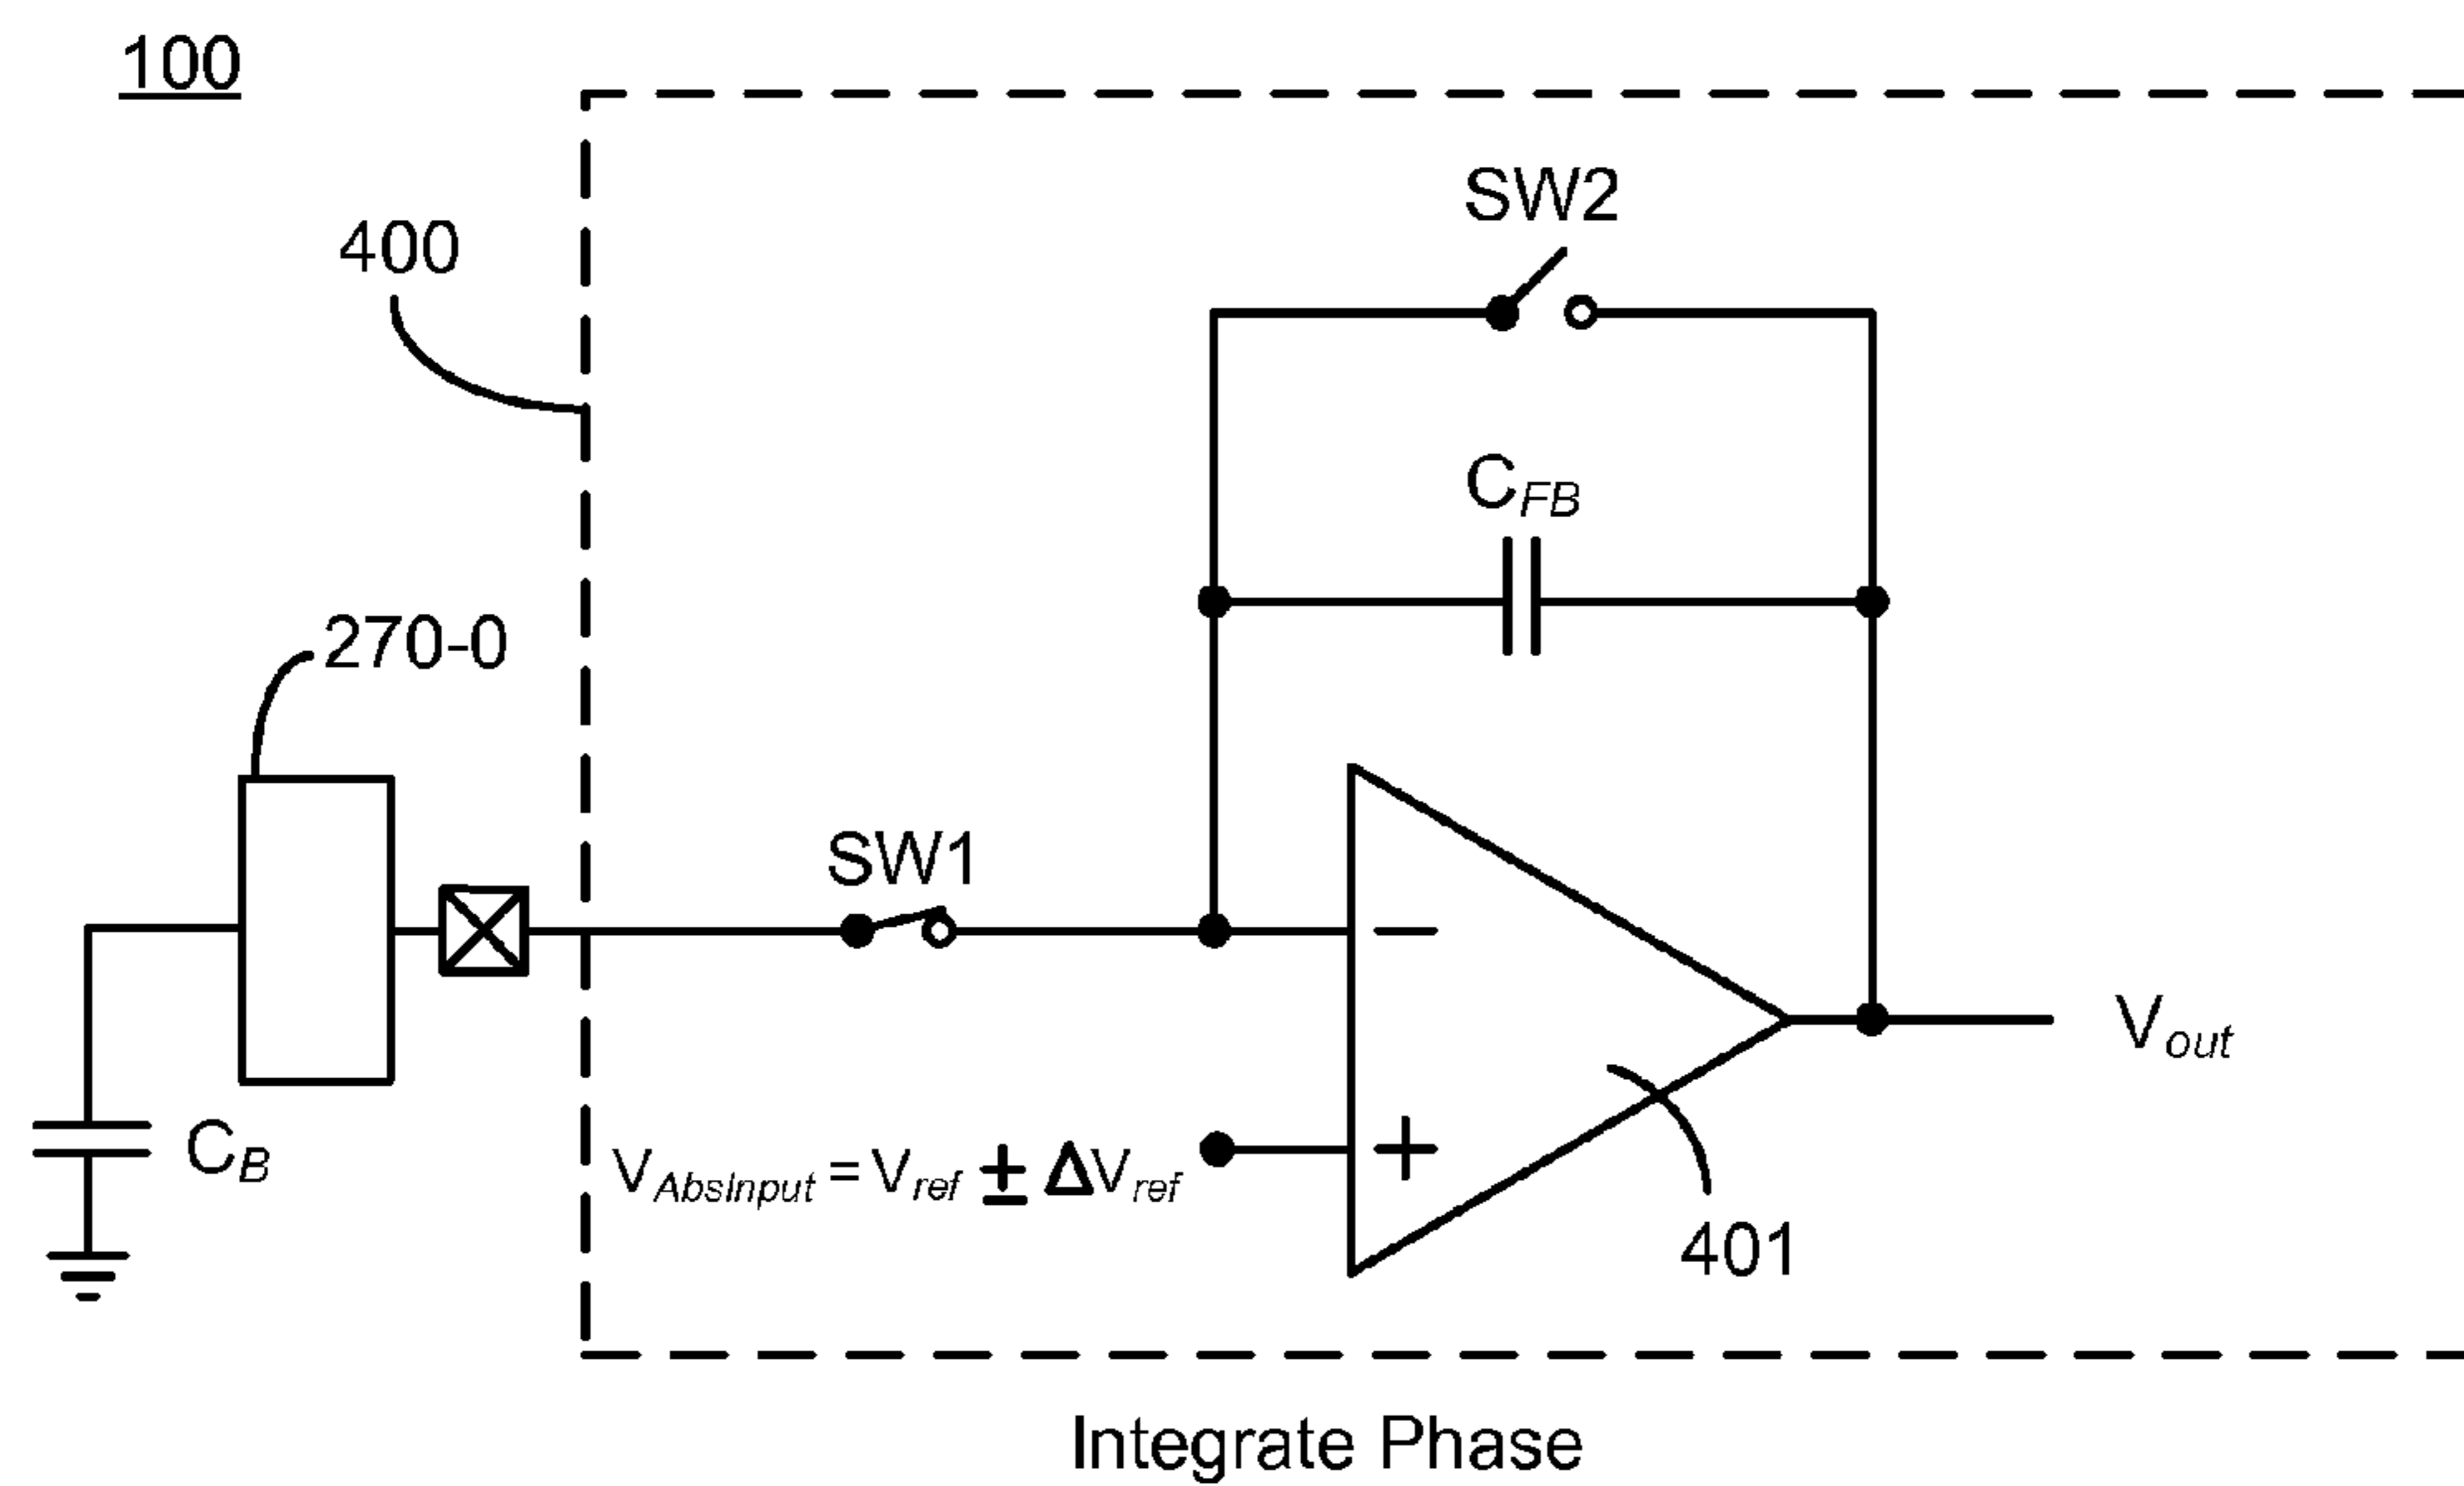 100
SW2
400
C_FB
270-0
SW1
−
V_out
C_B
V_AbsInput = V_ref ± ΔV_ref
+
401
Integrate Phase